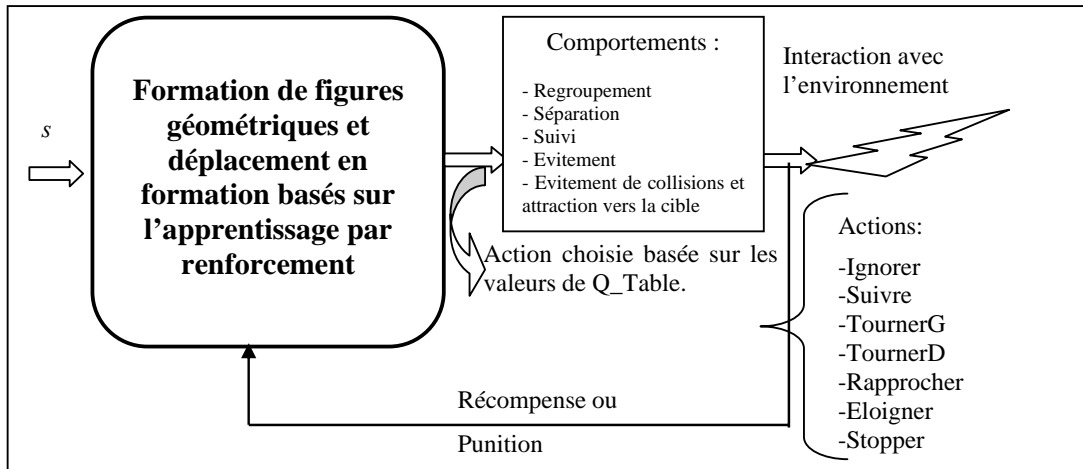 s
Formation de figures
géométriques et
déplacement en
formation basés sur
l’apprentissage par
renforcement
Comportements :
- Regroupement
- Séparation
- Suivi
- Evitement
- Evitement de collisions et
attraction vers la cible
Interaction avec
l’environnement
Action choisie basée sur les
valeurs de Q_Table.
Actions:
-Ignorer
-Suivre
-TournerG
-TournerD
-Rapprocher
-Eloigner
-Stopper
Récompense ou
Punition